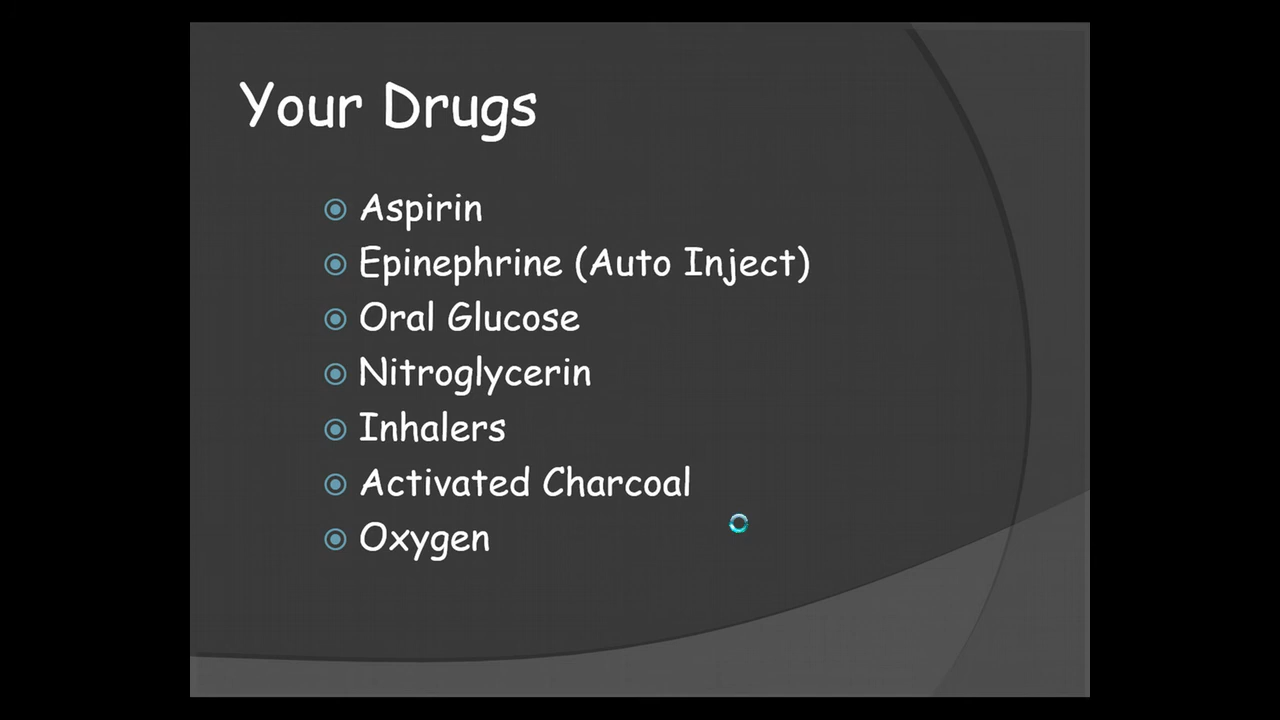 Your Drugs
Aspirin
Epinephrine (Auto Inject)
Oral Glucose
Nitroglycerin
Inhalers
Activated Charcoal
Oxygen